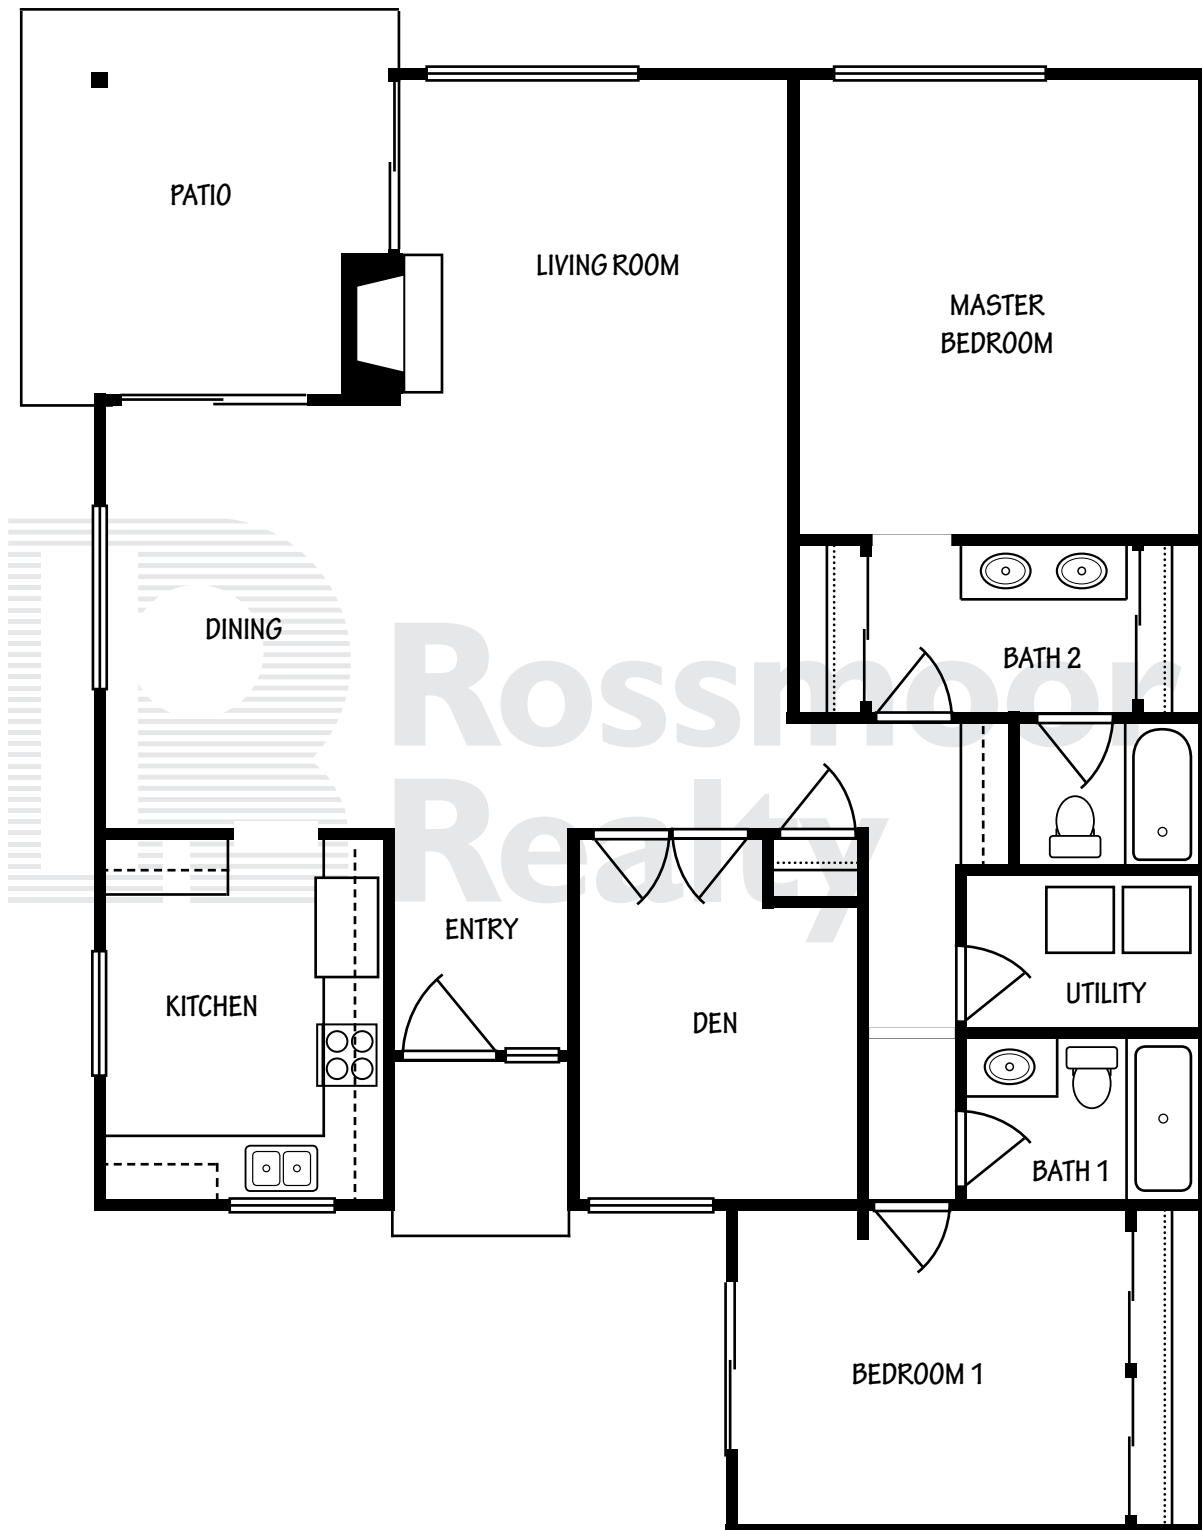 PATIO
LIVING ROOM
MASTER
BEDROOM
DINING
BATH 2
Rossmoor
Realty
ENTRY
KITCHEN
DEN
UTILITY
BATH 1
BEDROOM 1